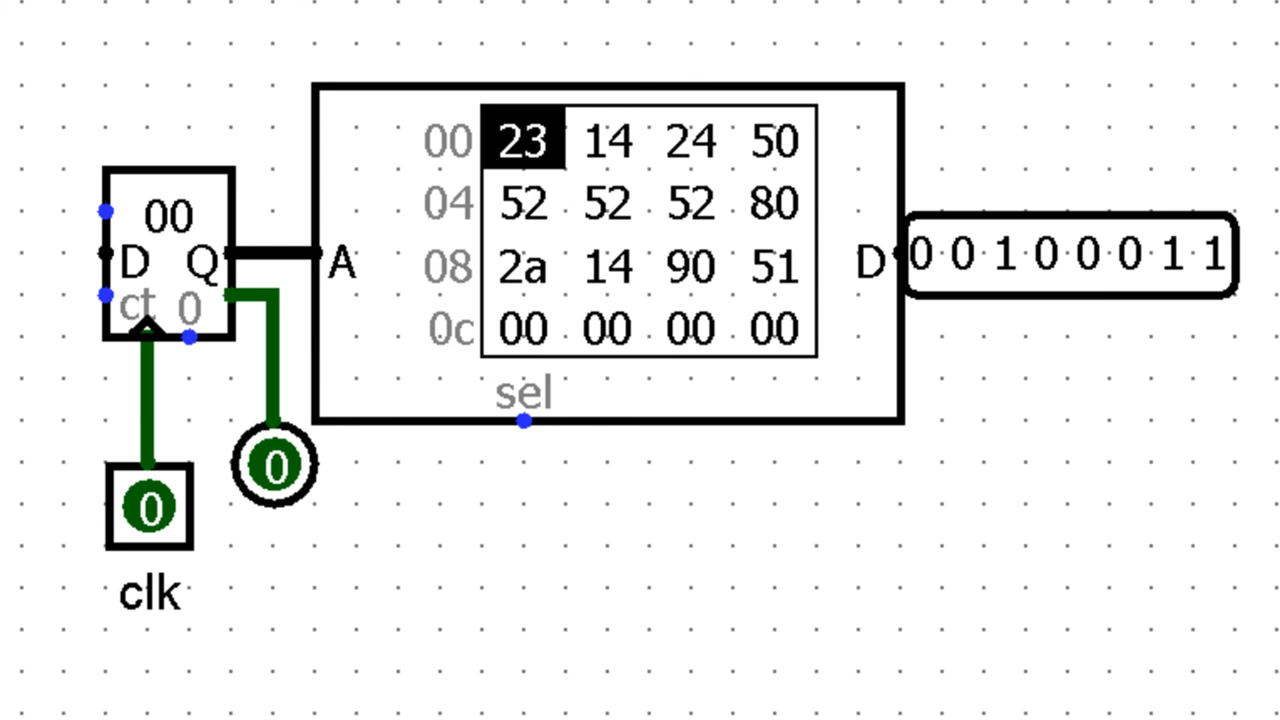 00 23 14 24 50
04 52 52 52 80
08 2a 14 90 51
0c 00 00 00 00
sel
A
D
0 0 1 0 0 0 1 1
00
D Q
ct 0
0
0
clk